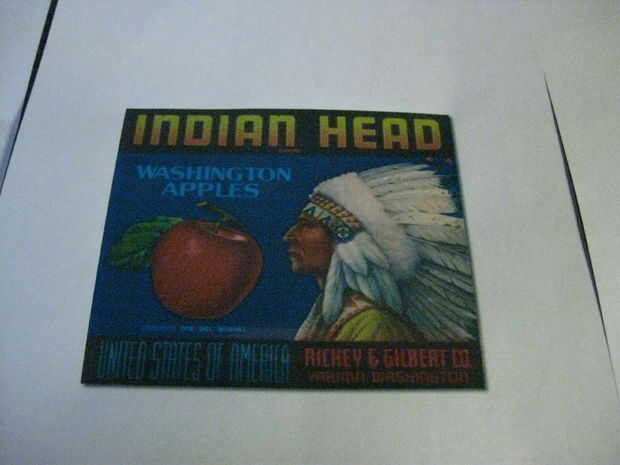 INDIAN HEAD
WASHINGTON
APPLES
UNITED STATES OF AMERICA
RICHEY & GILBERT CO.
YAKIMA, WASHINGTON